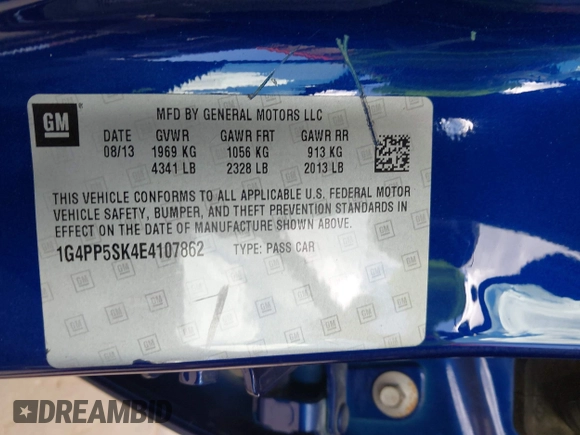 GM
MFD BY GENERAL MOTORS LLC
DATE GVWR GAWR FRT GAWR RR
08/13 1969 KG 1056 KG 913 KG
4341 LB 2328 LB 2013 LB
THIS VEHICLE CONFORMS TO ALL APPLICABLE U.S. FEDERAL MOTOR
VEHICLE SAFETY, BUMPER, AND THEFT PREVENTION STANDARDS IN
EFFECT ON THE DATE OF MANUFACTURE SHOWN ABOVE.
1G4PP5SK4E4107862 TYPE: PASS CAR
DREAMBID